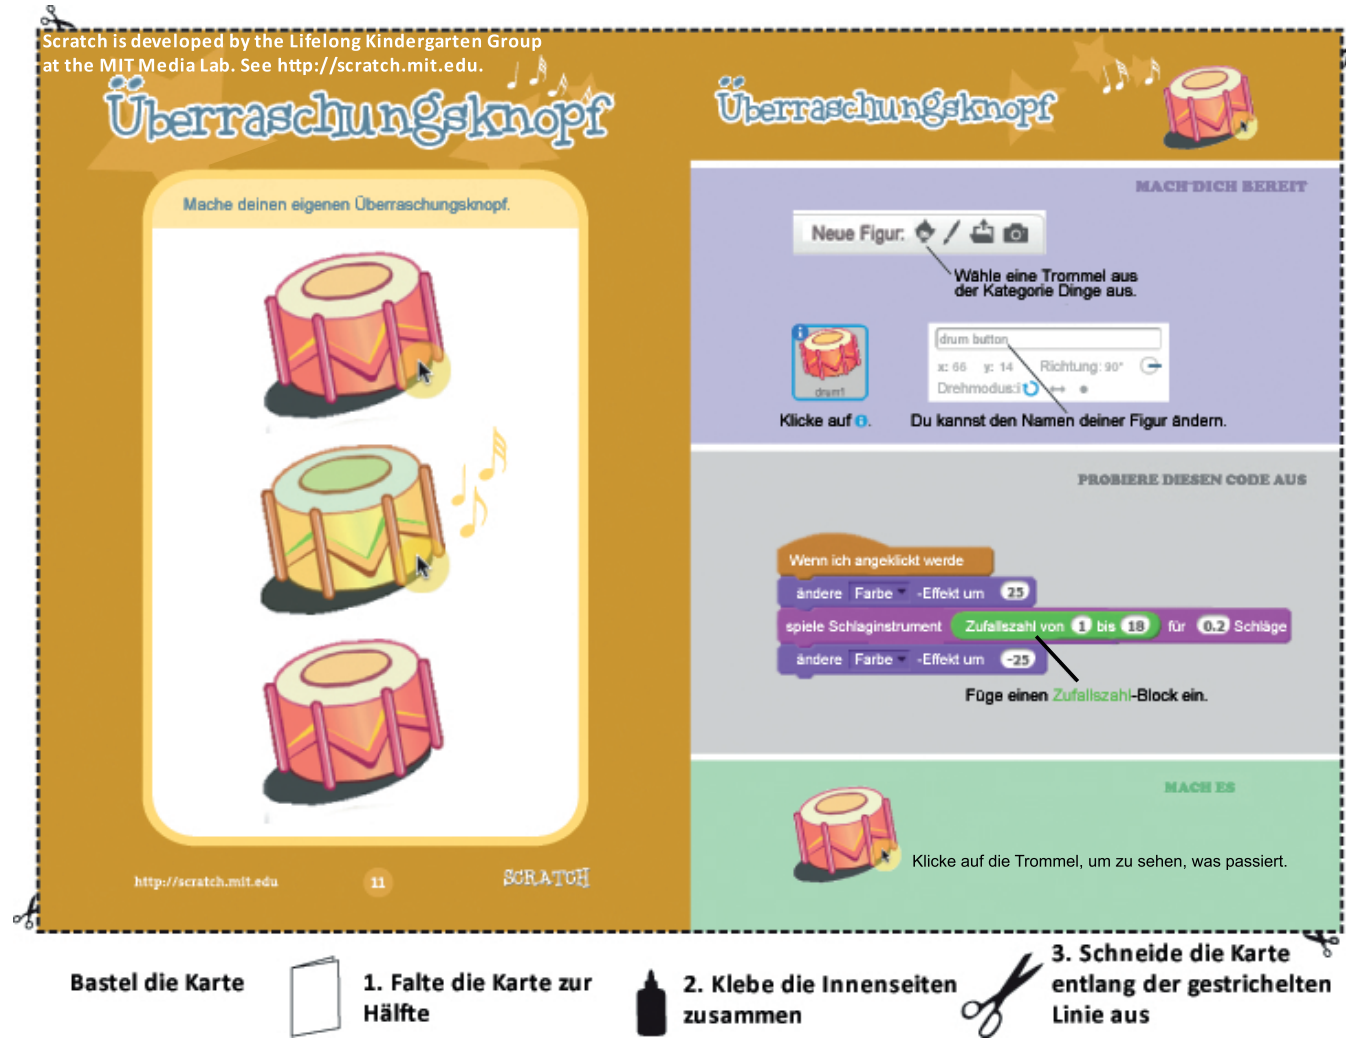 Scratch is developed by the Lifelong Kindergarten Group
at the MIT Media Lab. See http://scratch.mit.edu.
Überraschungsknopf
Mache deinen eigenen Überraschungsknopf.
http://scratch.mit.edu
11
SCRATCH
Überraschungsknopf
MACH DICH BEREIT
Neue Figur:
Wähle eine Trommel aus
der Kategorie Dinge aus.
drum1
drum button
x: 66 y: 14 Richtung: 90°
Drehmodus:
Klicke auf i.
Du kannst den Namen deiner Figur ändern.
PROBIERE DIESEN CODE AUS
Wenn ich angeklickt werde
ändere Farbe -Effekt um 25
spiele Schlaginstrument Zufallszahl von 1 bis 18 für 0.2 Schläge
ändere Farbe -Effekt um -25
Füge einen Zufallszahl-Block ein.
MACH ES
Klicke auf die Trommel, um zu sehen, was passiert.
Bastel die Karte
1. Falte die Karte zur
Hälfte
2. Klebe die Innenseiten
zusammen
3. Schneide die Karte
entlang der gestrichelten
Linie aus